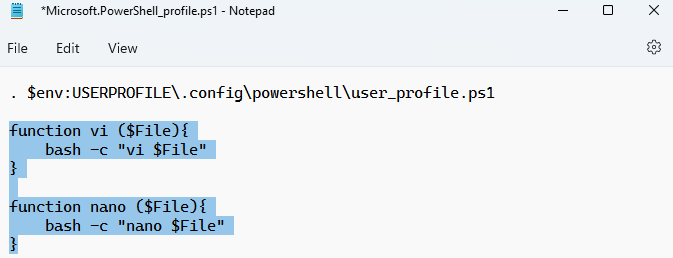 *Microsoft.PowerShell_profile.ps1 - Notepad
File Edit View
. $env:USERPROFILE\.config\powershell\user_profile.ps1
function vi ($File){
    bash -c "vi $File"
}
function nano ($File){
    bash -c "nano $File"
}